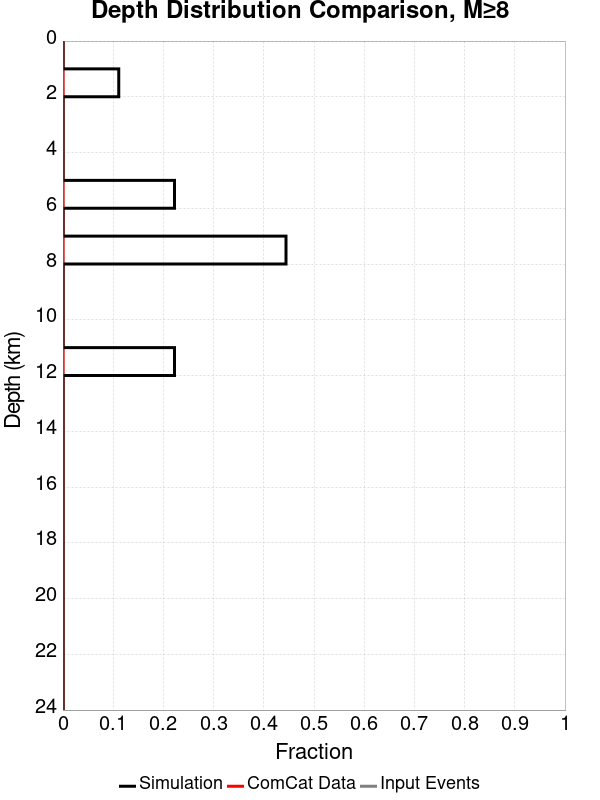 Depth Distribution Comparison, M≥8
0
2
4
6
8
10
12
14
16
18
20
22
24
Depth (km)
0 0.1 0.2 0.3 0.4 0.5 0.6 0.7 0.8 0.9 1
Fraction
Simulation ComCat Data Input Events